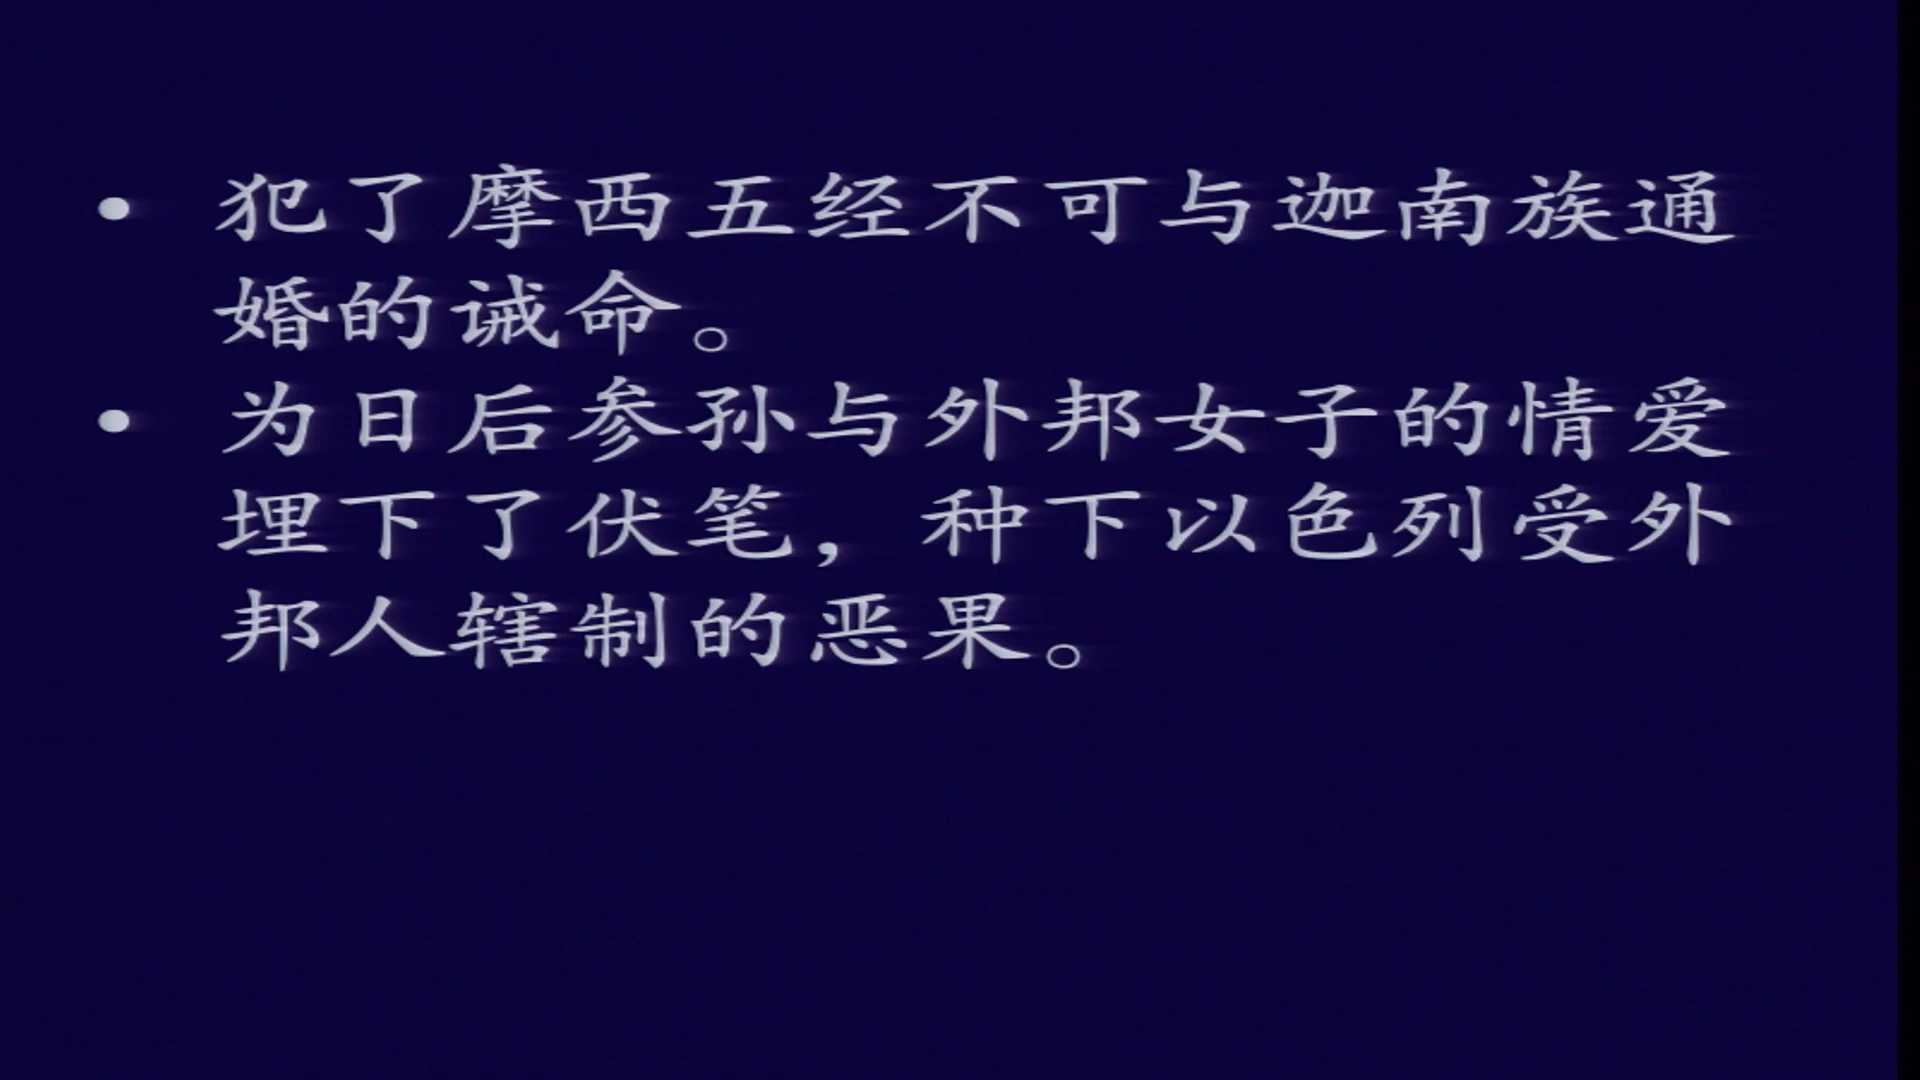 • 犯了摩西五经不可与迦南族通
婚的诫命。
• 为日后参孙与外邦女子的情爱
埋下了伏笔，种下以色列受外
邦人辖制的恶果。